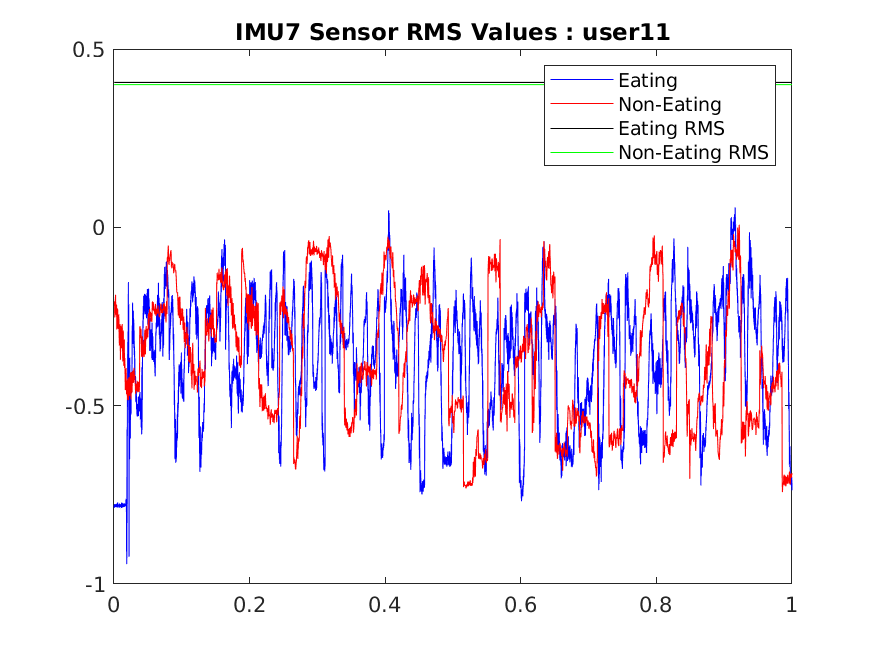 IMU7 Sensor RMS Values : user11
0.5
Eating
Non-Eating
Eating RMS
Non-Eating RMS
0
-0.5
-1
0 0.2 0.4 0.6 0.8 1